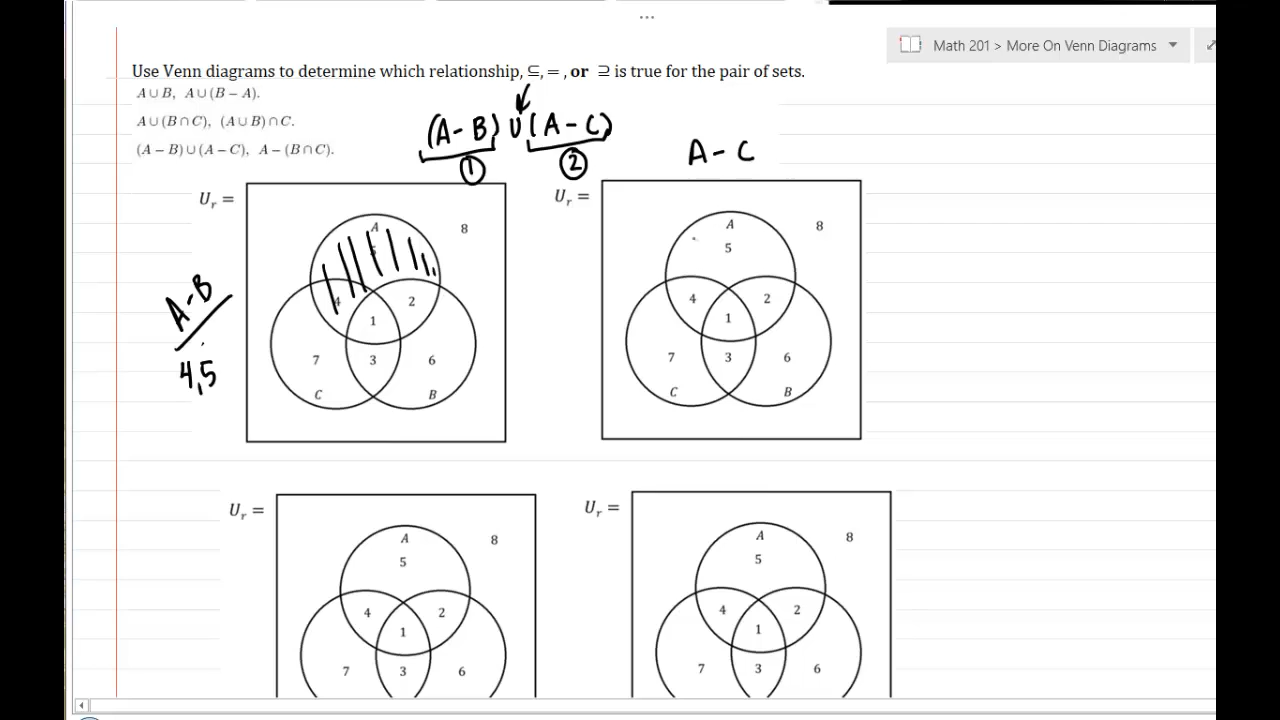 ...
Math 201 > More On Venn Diagrams
Use Venn diagrams to determine which relationship, ⊆, =, or ⊇ is true for the pair of sets.
A ∪ B, A ∪ (B − A).
A ∪ (B ∩ C), (A ∪ B) ∩ C.
(A − B) ∪ (A − C), A − (B ∩ C).
(A - B) ∪ (A - C)
① ②
A - C
U_r =
A
5
8
4 2
1
7 3 6
C B
A-B
4,5
U_r =
A
5
8
4 2
1
7 3 6
C B
U_r =
A
5
8
4 2
1
7 3 6
U_r =
A
5
8
4 2
1
7 3 6